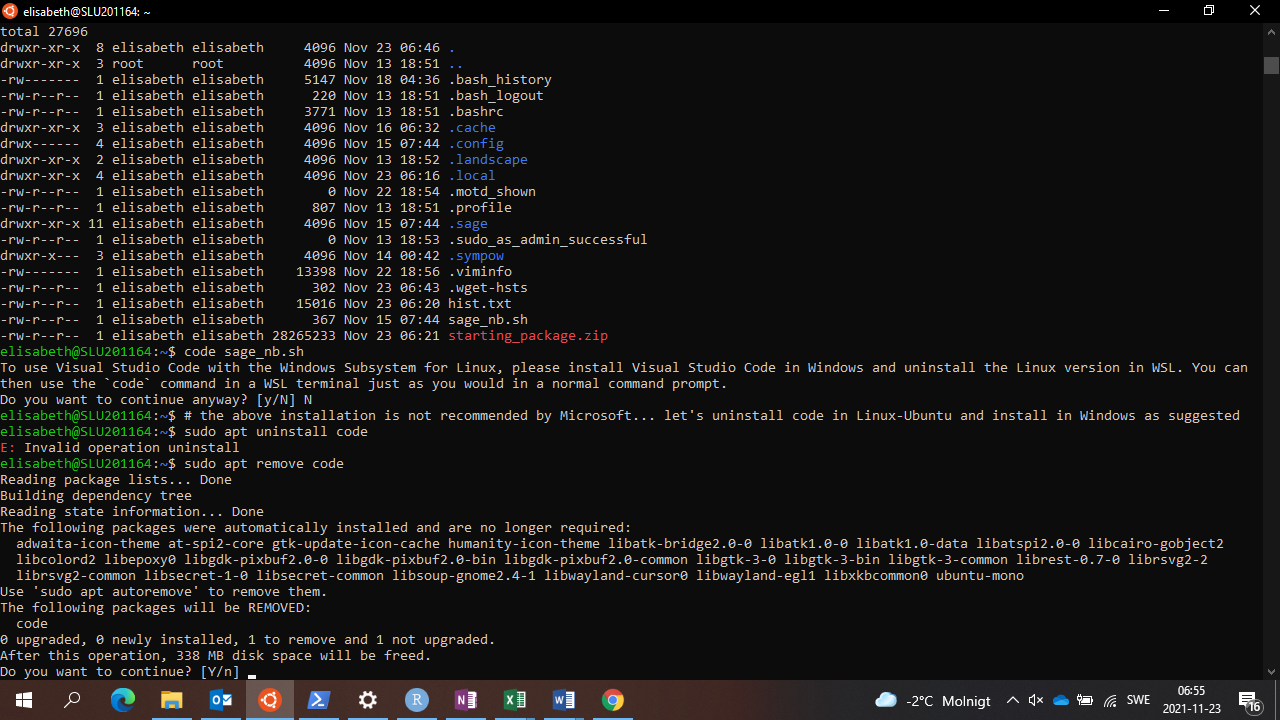 elisabeth@SLU201164: ~
total 27696
drwxr-xr-x  8 elisabeth elisabeth     4096 Nov 23 06:46 .
drwxr-xr-x  3 root      root          4096 Nov 13 18:51 ..
-rw-------  1 elisabeth elisabeth     5147 Nov 18 04:36 .bash_history
-rw-r--r--  1 elisabeth elisabeth      220 Nov 13 18:51 .bash_logout
-rw-r--r--  1 elisabeth elisabeth     3771 Nov 13 18:51 .bashrc
drwxr-xr-x  3 elisabeth elisabeth     4096 Nov 16 06:32 .cache
drwx------  4 elisabeth elisabeth     4096 Nov 15 07:44 .config
drwxr-xr-x  2 elisabeth elisabeth     4096 Nov 13 18:52 .landscape
drwxr-xr-x  4 elisabeth elisabeth     4096 Nov 23 06:16 .local
-rw-r--r--  1 elisabeth elisabeth        0 Nov 22 18:54 .motd_shown
-rw-r--r--  1 elisabeth elisabeth      807 Nov 13 18:51 .profile
drwxr-xr-x 11 elisabeth elisabeth     4096 Nov 15 07:44 .sage
-rw-r--r--  1 elisabeth elisabeth        0 Nov 13 18:53 .sudo_as_admin_successful
drwxr-x---  3 elisabeth elisabeth     4096 Nov 14 00:42 .sympow
-rw-------  1 elisabeth elisabeth    13398 Nov 22 18:56 .viminfo
-rw-r--r--  1 elisabeth elisabeth      302 Nov 23 06:43 .wget-hsts
-rw-r--r--  1 elisabeth elisabeth    15016 Nov 23 06:20 hist.txt
-rw-r--r--  1 elisabeth elisabeth      367 Nov 15 07:44 sage_nb.sh
-rw-r--r--  1 elisabeth elisabeth 28265233 Nov 23 06:21 starting_package.zip
elisabeth@SLU201164:~$ code sage_nb.sh
To use Visual Studio Code with the Windows Subsystem for Linux, please install Visual Studio Code in Windows and uninstall the Linux version in WSL. You can
then use the `code` command in a WSL terminal just as you would in a normal command prompt.
Do you want to continue anyway? [y/N] N
elisabeth@SLU201164:~$ # the above installation is not recommended by Microsoft... let's uninstall code in Linux-Ubuntu and install in Windows as suggested
elisabeth@SLU201164:~$ sudo apt uninstall code
E: Invalid operation uninstall
elisabeth@SLU201164:~$ sudo apt remove code
Reading package lists... Done
Building dependency tree
Reading state information... Done
The following packages were automatically installed and are no longer required:
  adwaita-icon-theme at-spi2-core gtk-update-icon-cache humanity-icon-theme libatk-bridge2.0-0 libatk1.0-0 libatk1.0-data libatspi2.0-0 libcairo-gobject2
  libcolord2 libepoxy0 libgdk-pixbuf2.0-0 libgdk-pixbuf2.0-bin libgdk-pixbuf2.0-common libgtk-3-0 libgtk-3-bin libgtk-3-common librest-0.7-0 librsvg2-2
  librsvg2-common libsecret-1-0 libsecret-common libsoup-gnome2.4-1 libwayland-cursor0 libwayland-egl1 libxkbcommon0 ubuntu-mono
Use 'sudo apt autoremove' to remove them.
The following packages will be REMOVED:
  code
0 upgraded, 0 newly installed, 1 to remove and 1 not upgraded.
After this operation, 338 MB disk space will be freed.
Do you want to continue? [Y/n]
-2°C Molnigt
SWE
06:55
2021-11-23
16